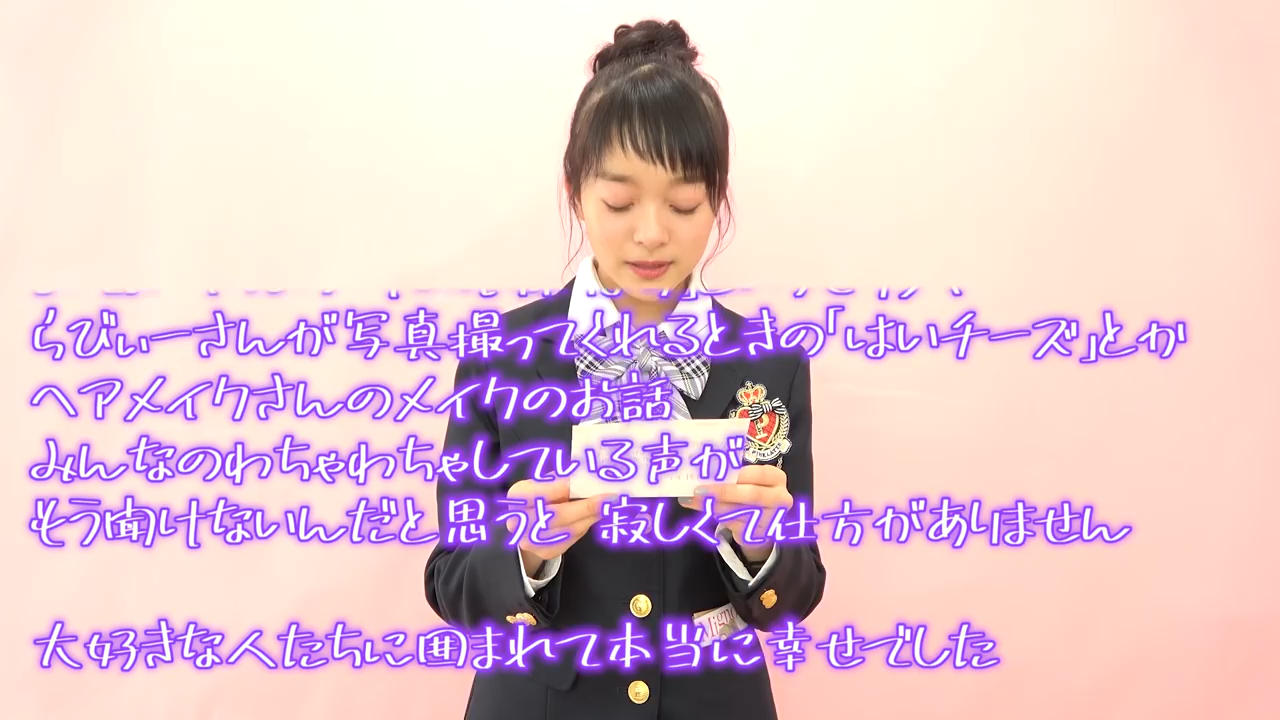 らびぃーさんが写真撮ってくれるときの「はいチーズ」とか
ヘアメイクさんのメイクのお話
みんなのわちゃわちゃしている声が
もう聞けないんだと思うと 寂しくて仕方がありません
大好きな人たちに囲まれて本当に幸せでした
P